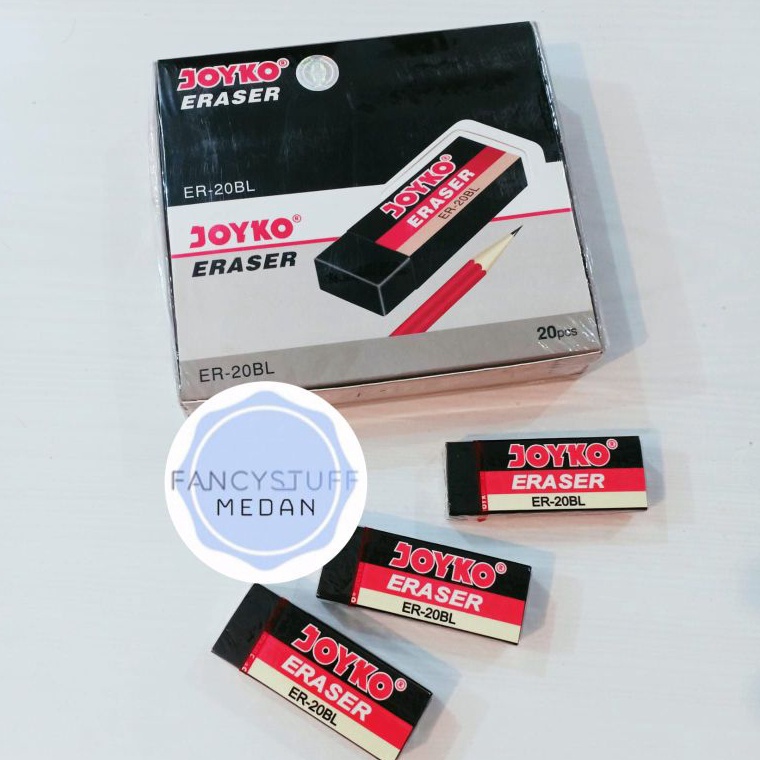 JOYKO®
ERASER
ER-20BL
JOYKO®
ERASER
JOYKO
ERASER
ER-20BL
20pcs
ER-20BL
FANCYSTUFF
MEDAN
JOYKO®
ERASER
ER-20BL
JOYKO®
ERASER
ER-20BL
JOYKO®
ERASER
ER-20BL